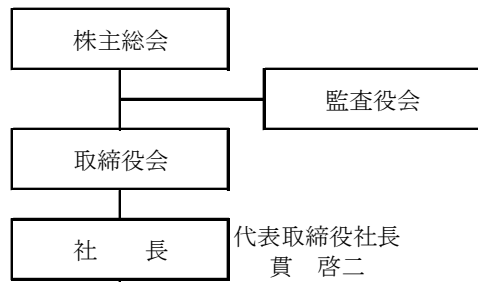 株主総会
監査役会
取締役会
社　　長
代表取締役社長
貫　啓二